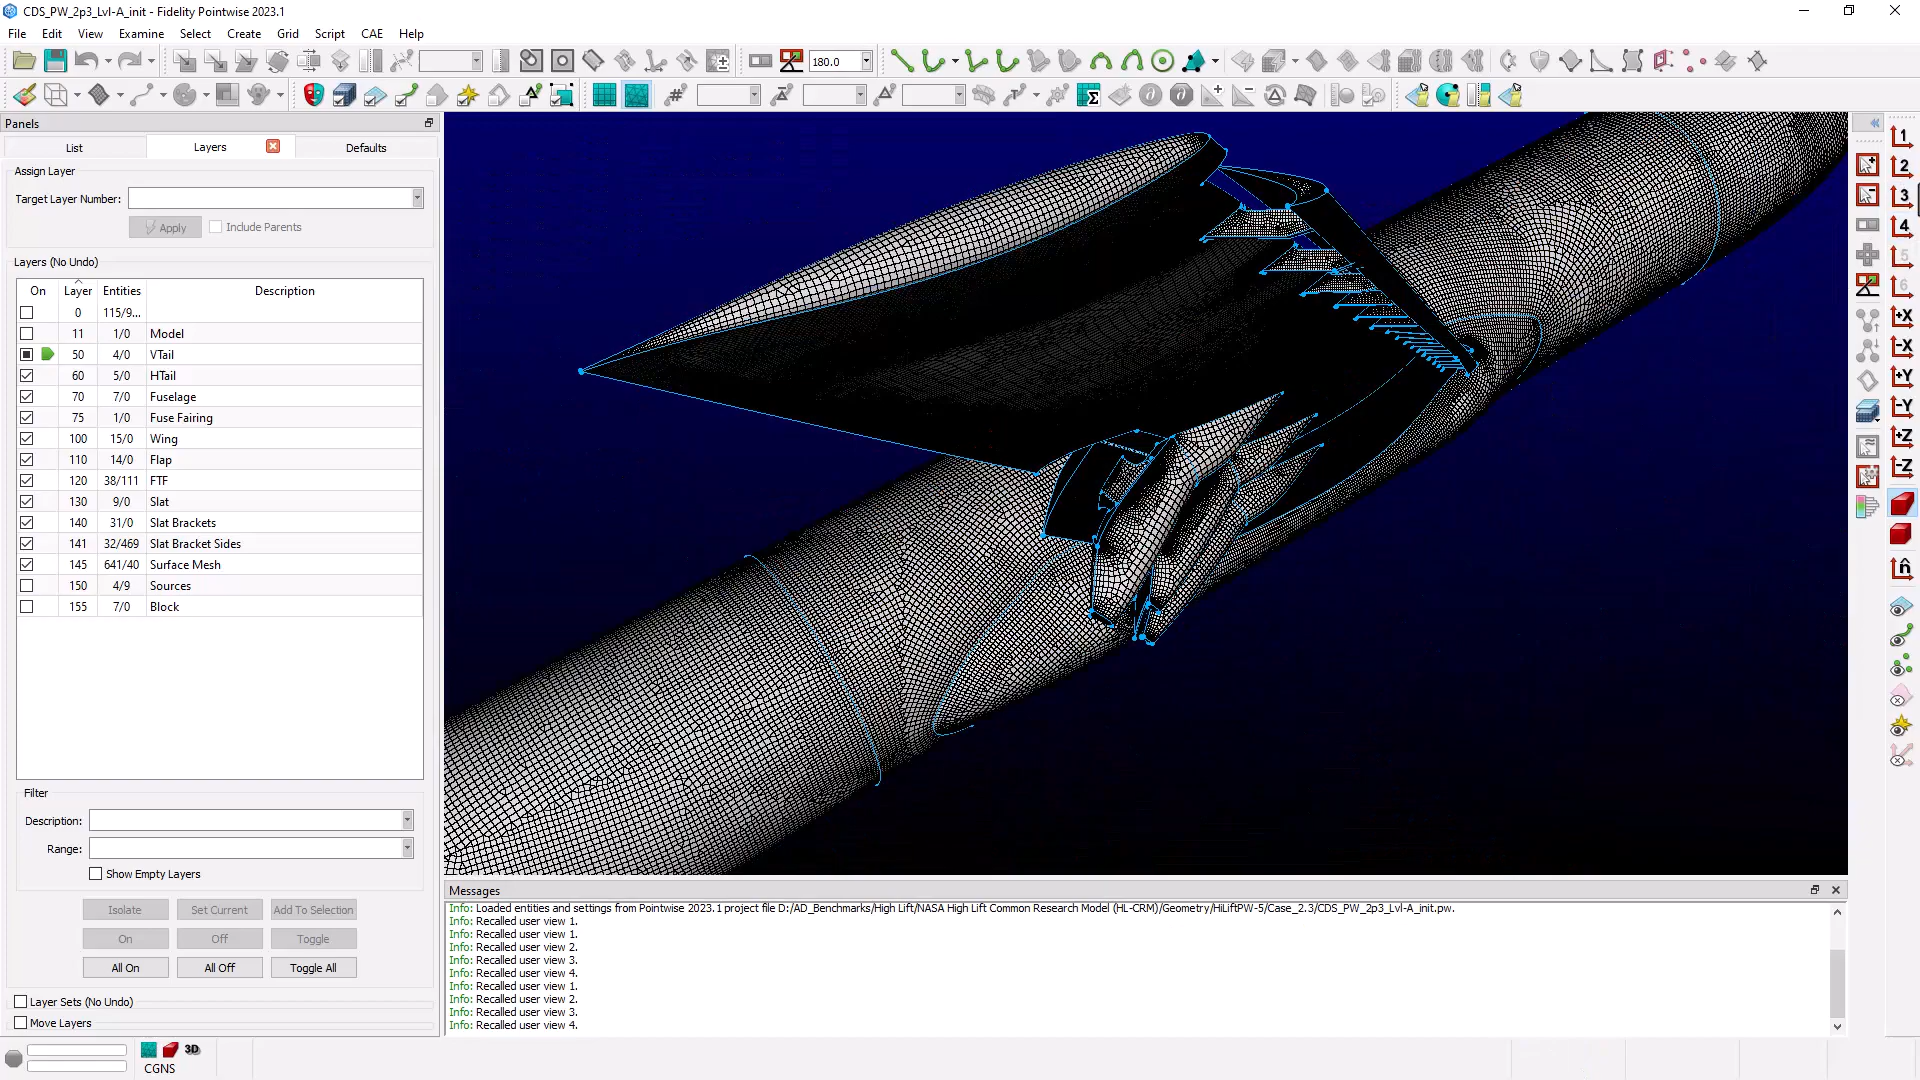 CDS_PW_2p3_Lvl-A_init - Fidelity Pointwise 2023.1
File Edit View Examine Select Create Grid Script CAE Help
180.0
Panels
List Layers Defaults
Assign Layer
Target Layer Number:
Apply Include Parents
Layers (No Undo)
On Layer Entities Description
0 115/9...
11 1/0 Model
50 4/0 VTail
60 5/0 HTail
70 7/0 Fuselage
75 1/0 Fuse Fairing
100 15/0 Wing
110 14/0 Flap
120 38/111 FTF
130 9/0 Slat
140 31/0 Slat Brackets
141 32/469 Slat Bracket Sides
145 641/40 Surface Mesh
150 4/9 Sources
155 7/0 Block
Filter
Description:
Range:
Show Empty Layers
Isolate Set Current Add To Selection
On Off Toggle
All On All Off Toggle All
Layer Sets (No Undo)
Move Layers
CGNS
3D
Messages
Info: Loaded entities and settings from Pointwise 2023.1 project file D:/AD_Benchmarks/High Lift/NASA High Lift Common Research Model (HL-CRM)/Geometry/HiLiftPW-5/Case_2.3/CDS_PW_2p3_Lvl-A_init.pw.
Info: Recalled user view 1.
Info: Recalled user view 1.
Info: Recalled user view 2.
Info: Recalled user view 3.
Info: Recalled user view 4.
Info: Recalled user view 1.
Info: Recalled user view 2.
Info: Recalled user view 3.
Info: Recalled user view 4.
1
2
3
4
5
6
+X
-X
+Y
-Y
+Z
-Z
n̂